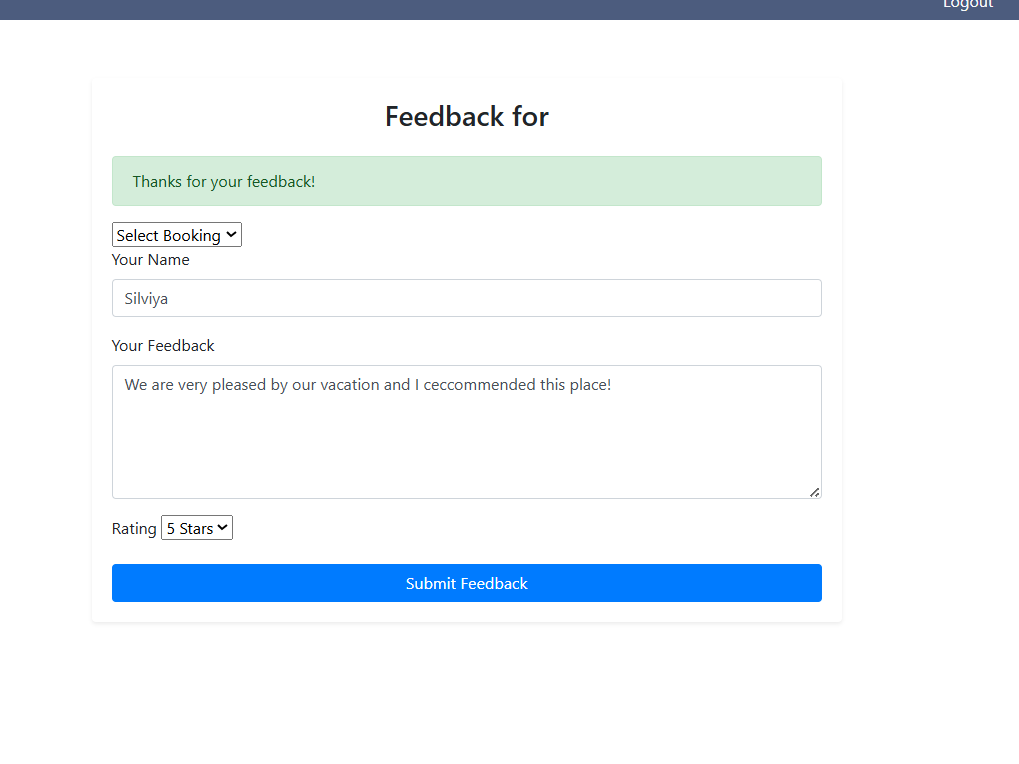 Logout
Feedback for
Thanks for your feedback!
Select Booking
Your Name
Silviya
Your Feedback
We are very pleased by our vacation and I ceccommended this place!
Rating 5 Stars
Submit Feedback